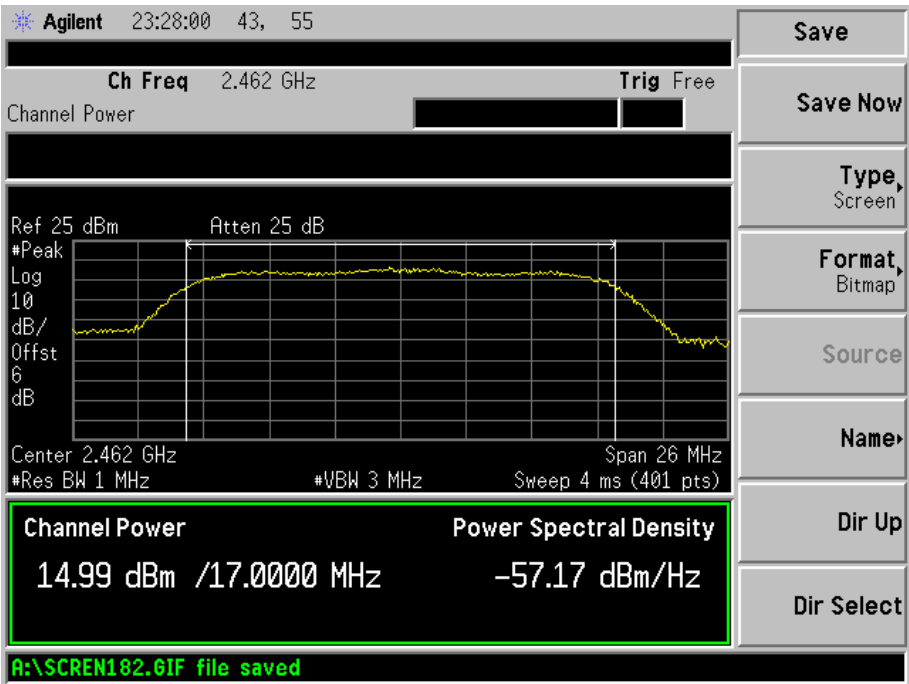 Agilent 23:28:00 43, 55
Ch Freq 2.462 GHz Trig Free
Channel Power
Ref 25 dBm Atten 25 dB
#Peak
Log
10
dB/
Offst
6
dB
Center 2.462 GHz Span 26 MHz
#Res BW 1 MHz #VBW 3 MHz Sweep 4 ms (401 pts)
Channel Power Power Spectral Density
14.99 dBm /17.0000 MHz -57.17 dBm/Hz
A:\SCREN182.GIF file saved
Save
Save Now
Type
Screen
Format
Bitmap
Source
Name
Dir Up
Dir Select